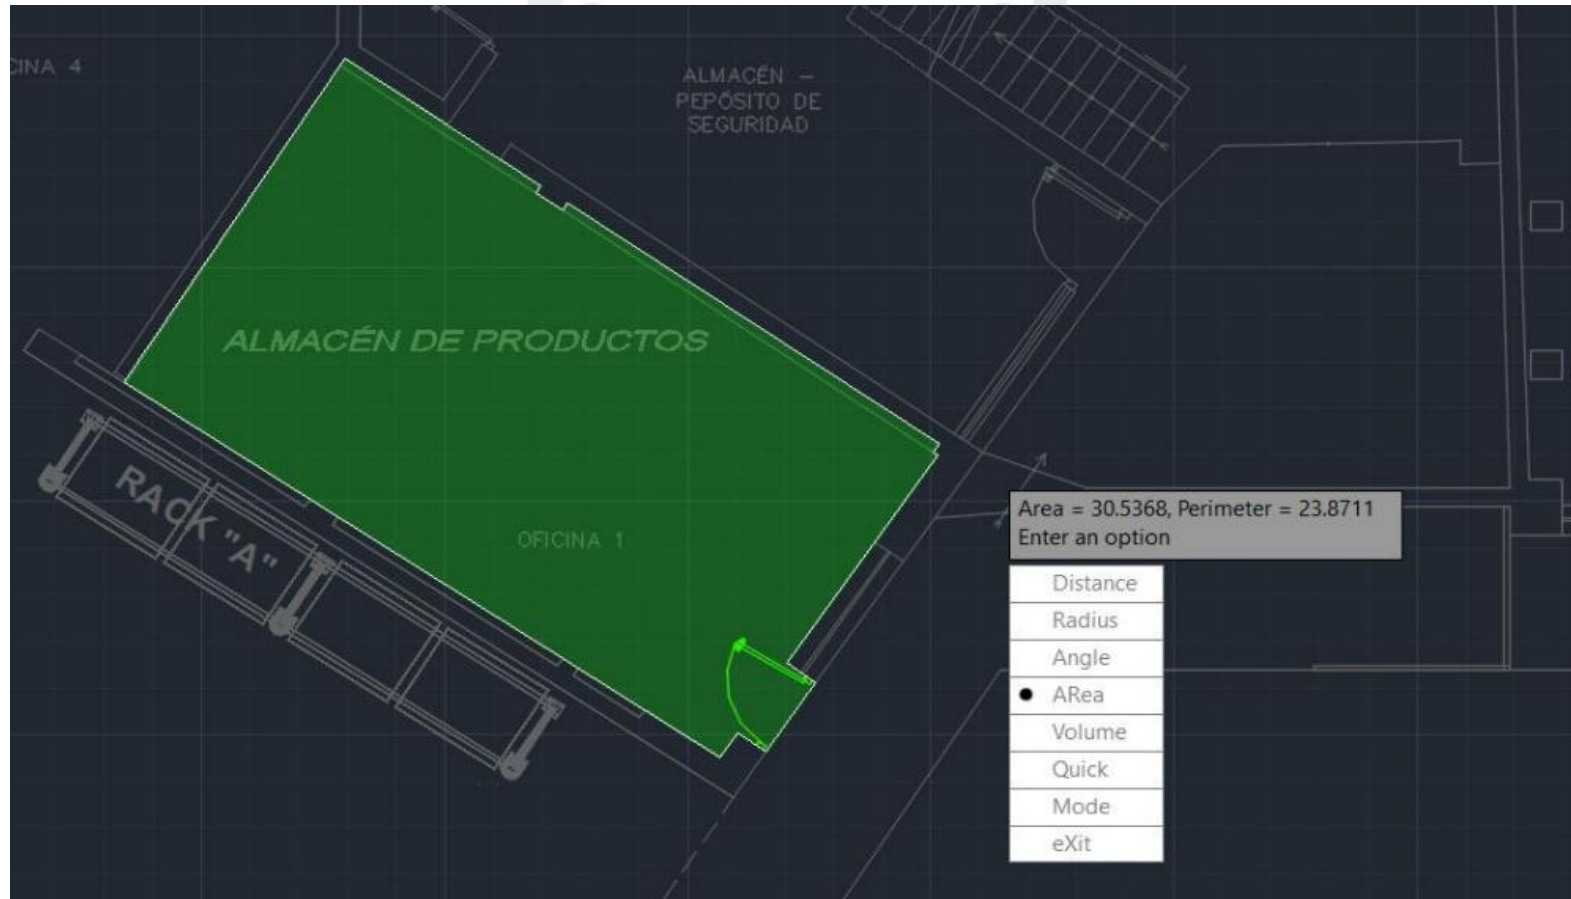 CINA 4
ALMACÉN –
PEPÓSITO DE
SEGURIDAD
ALMACÉN DE PRODUCTOS
RACK "A"
OFICINA 1
Area = 30.5368, Perimeter = 23.8711
Enter an option
Distance
Radius
Angle
ARea
Volume
Quick
Mode
eXit